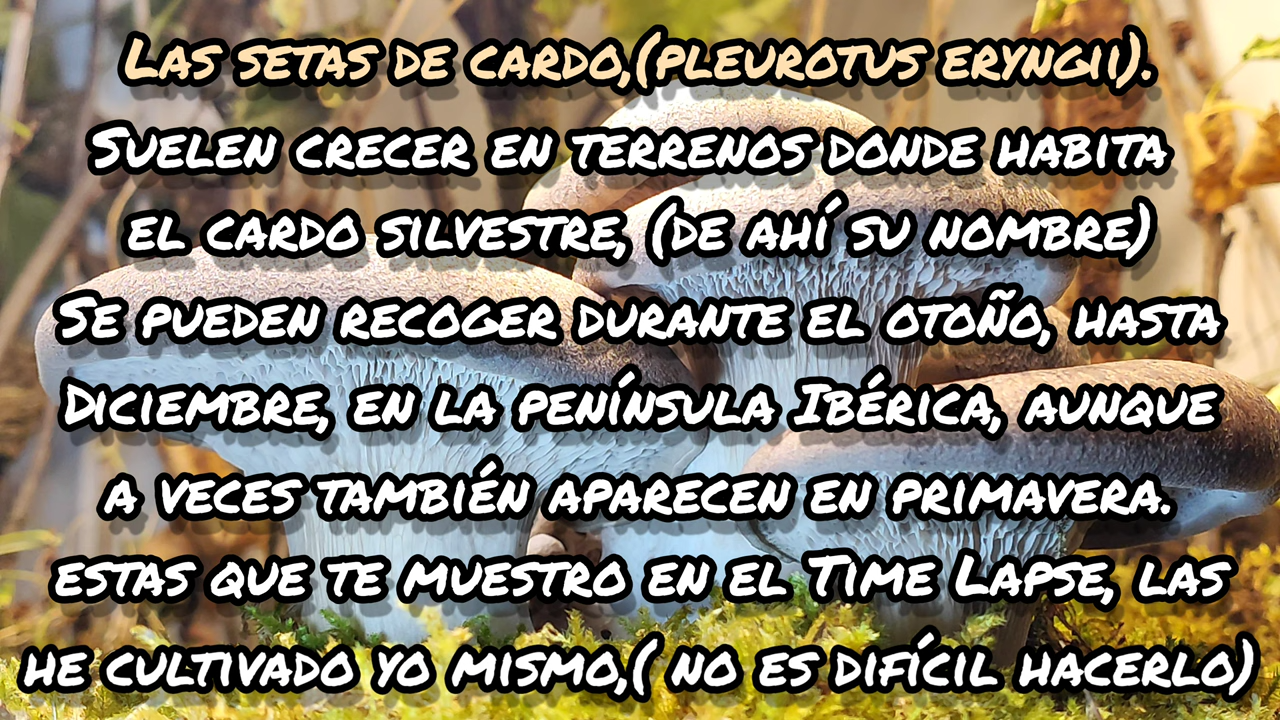 Las setas de cardo,(pleurotus eryngii).
Suelen crecer en terrenos donde habita
el cardo silvestre, (de ahí su nombre)
Se pueden recoger durante el otoño, hasta
Diciembre, en la península Ibérica, aunque
a veces también aparecen en primavera.
estas que te muestro en el Time Lapse, las
he cultivado yo mismo,( no es difícil hacerlo)